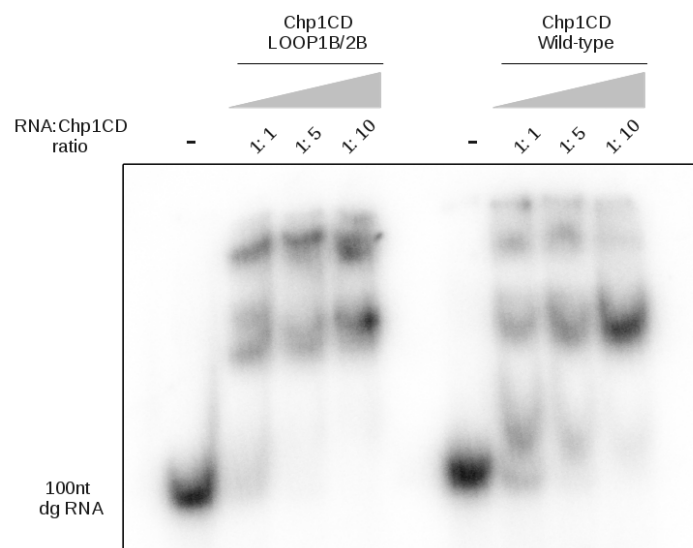 Chp1CD
LOOP1B/2B
Chp1CD
Wild-type
RNA:Chp1CD
ratio
- 1:1 1:5 1:10 - 1:1 1:5 1:10
100nt
dg RNA